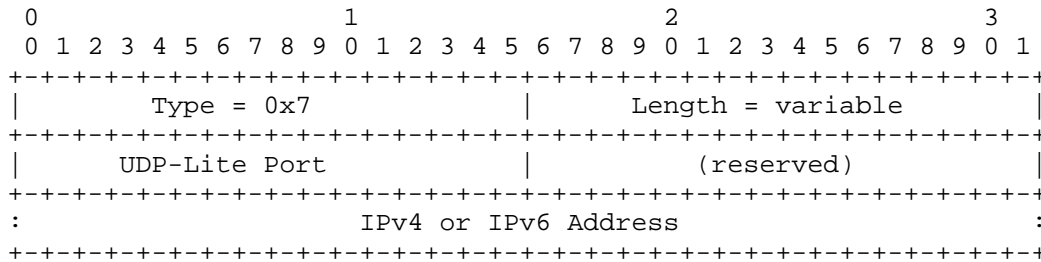 0                   1                   2                   3
 0 1 2 3 4 5 6 7 8 9 0 1 2 3 4 5 6 7 8 9 0 1 2 3 4 5 6 7 8 9 0 1
+-+-+-+-+-+-+-+-+-+-+-+-+-+-+-+-+-+-+-+-+-+-+-+-+-+-+-+-+-+-+-+-+
|        Type = 0x7             |      Length = variable        |
+-+-+-+-+-+-+-+-+-+-+-+-+-+-+-+-+-+-+-+-+-+-+-+-+-+-+-+-+-+-+-+-+
|      UDP-Lite Port            |          (reserved)           |
+-+-+-+-+-+-+-+-+-+-+-+-+-+-+-+-+-+-+-+-+-+-+-+-+-+-+-+-+-+-+-+-+
:                     IPv4 or IPv6 Address                      :
+-+-+-+-+-+-+-+-+-+-+-+-+-+-+-+-+-+-+-+-+-+-+-+-+-+-+-+-+-+-+-+-+